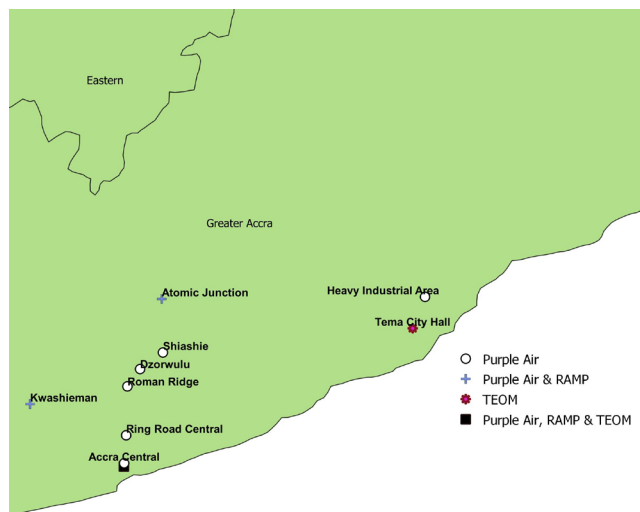 Eastern
Greater Accra
Atomic Junction
Heavy Industrial Area
Tema City Hall
Shiashie
Dzorwulu
Roman Ridge
Kwashieman
Ring Road Central
Accra Central
Purple Air
Purple Air & RAMP
TEOM
Purple Air, RAMP & TEOM